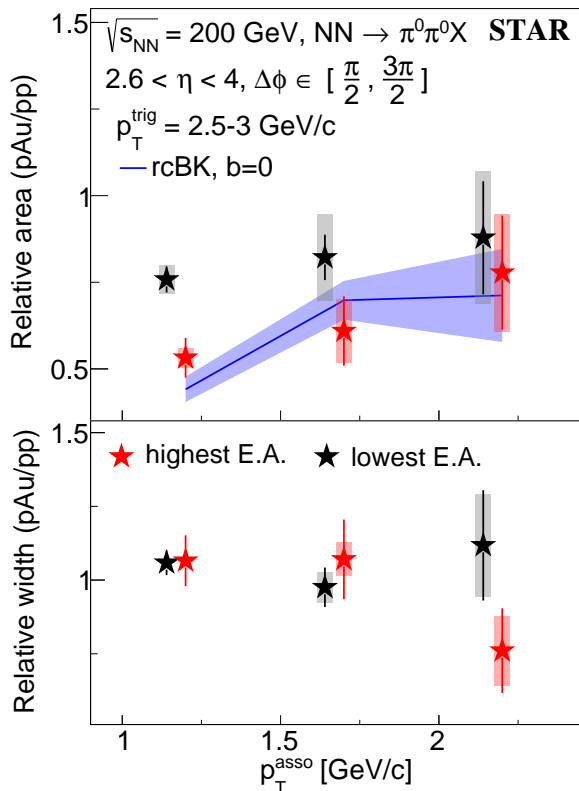 √s_NN = 200 GeV, NN → π⁰π⁰X STAR
2.6 < η < 4, Δϕ ∈ [π/2, 3π/2]
p_T^trig = 2.5-3 GeV/c
rcBK, b=0
Relative area (pAu/pp)
1.5
1
0.5
highest E.A.
lowest E.A.
Relative width (pAu/pp)
1.5
1
1
1.5
2
p_T^asso [GeV/c]